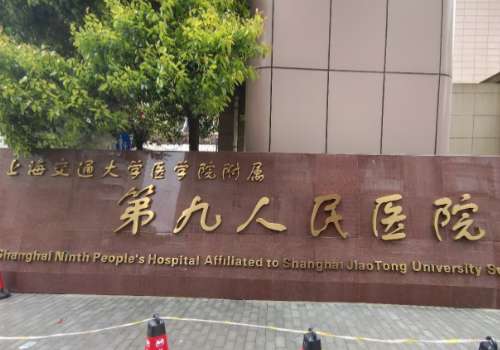 上海交通大学医学院附属
第九人民医院
Shanghai Ninth People's Hospital Affiliated to Shanghai JiaoTong University